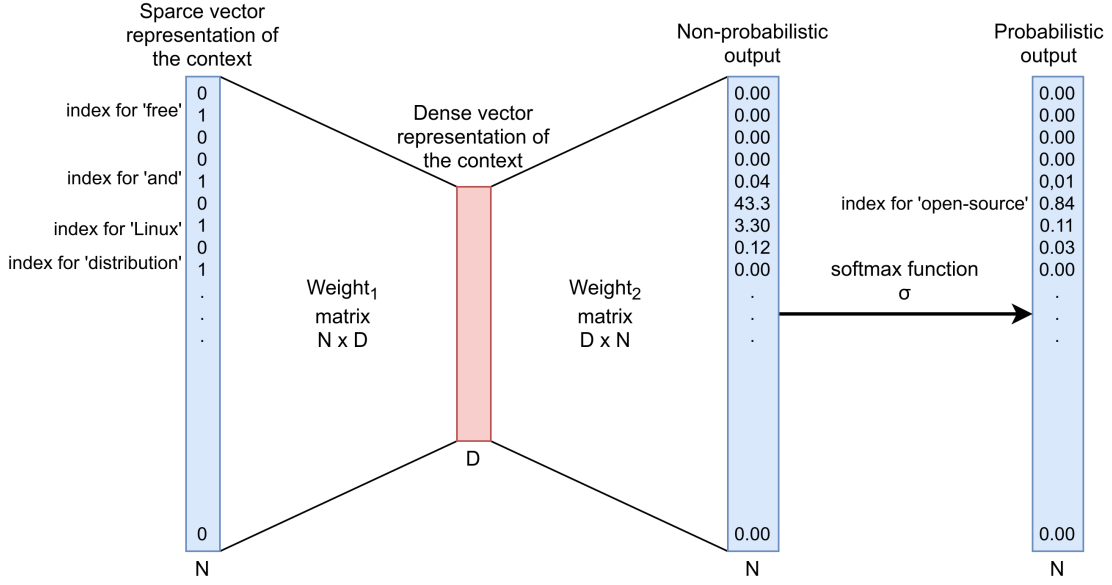 Sparce vector
representation of
the context
index for 'free'
index for 'and'
index for 'Linux'
index for 'distribution'
0
1
0
0
1
0
1
0
1
.
.
.
0
N
Weight1
matrix
N x D
Dense vector
representation of
the context
D
Weight2
matrix
D x N
Non-probabilistic
output
0.00
0.00
0.00
0.00
0.04
43.3
3.30
0.12
0.00
.
.
.
0.00
N
softmax function
σ
Probabilistic
output
index for 'open-source'
0.00
0.00
0.00
0.00
0,01
0.84
0.11
0.03
0.00
.
.
.
0.00
N